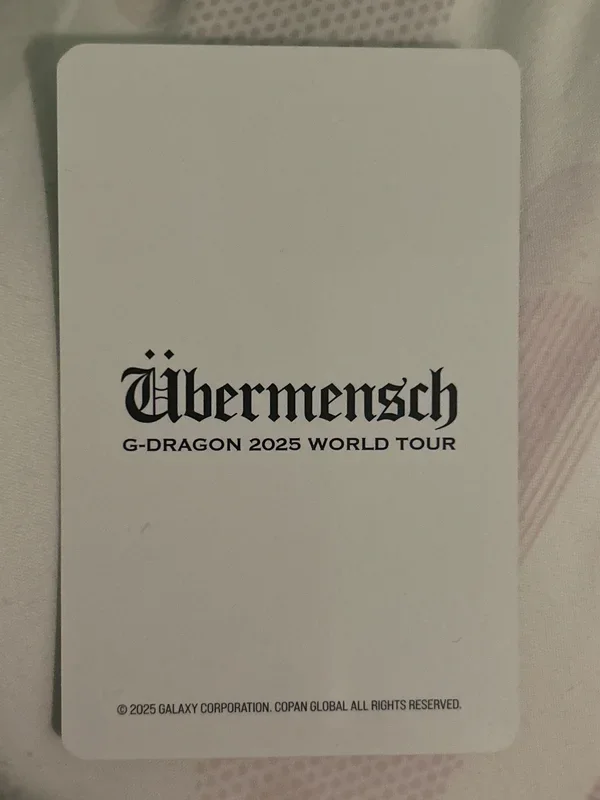 Übermensch
G-DRAGON 2025 WORLD TOUR
© 2025 GALAXY CORPORATION. COPAN GLOBAL ALL RIGHTS RESERVED.